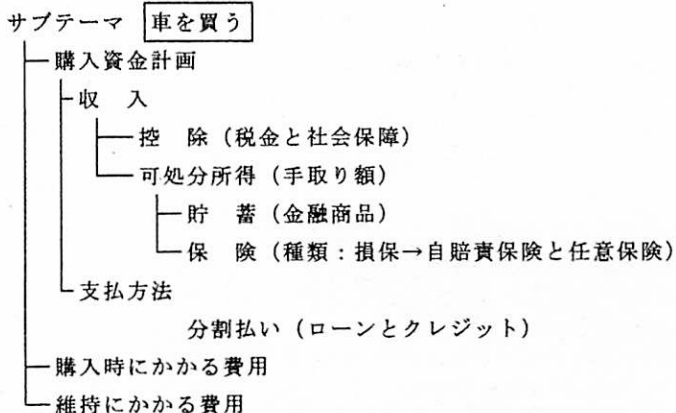 サブテーマ 車を買う
購入資金計画
収 入
控 除（税金と社会保障）
可処分所得（手取り額）
貯 蓄（金融商品）
保 険（種類：損保→自賠責保険と任意保険）
支払方法
分割払い（ローンとクレジット）
購入時にかかる費用
維持にかかる費用